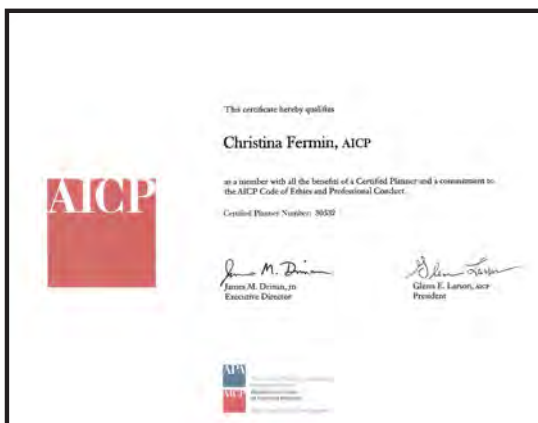 This certificate hereby qualifies
Christina Fermin, AICP
as a member with all the benefits of a Certified Planner and a commitment to
the AICP Code of Ethics and Professional Conduct.
AICP
Certified Planner Number:
James M. Drinan, JD
Executive Director
Glenn E. Larson, AICP
President
APA
AICP